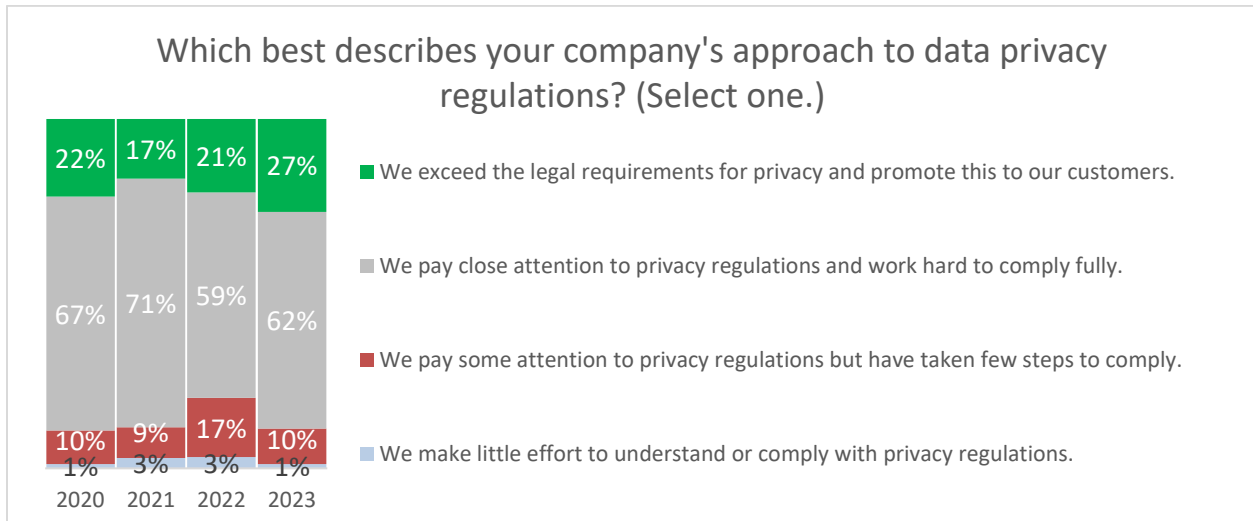 Which best describes your company's approach to data privacy
regulations? (Select one.)
22% 17% 21% 27%
We exceed the legal requirements for privacy and promote this to our customers.
67% 71% 59% 62%
We pay close attention to privacy regulations and work hard to comply fully.
10% 9% 17% 10%
We pay some attention to privacy regulations but have taken few steps to comply.
1% 3% 3% 1%
We make little effort to understand or comply with privacy regulations.
2020 2021 2022 2023